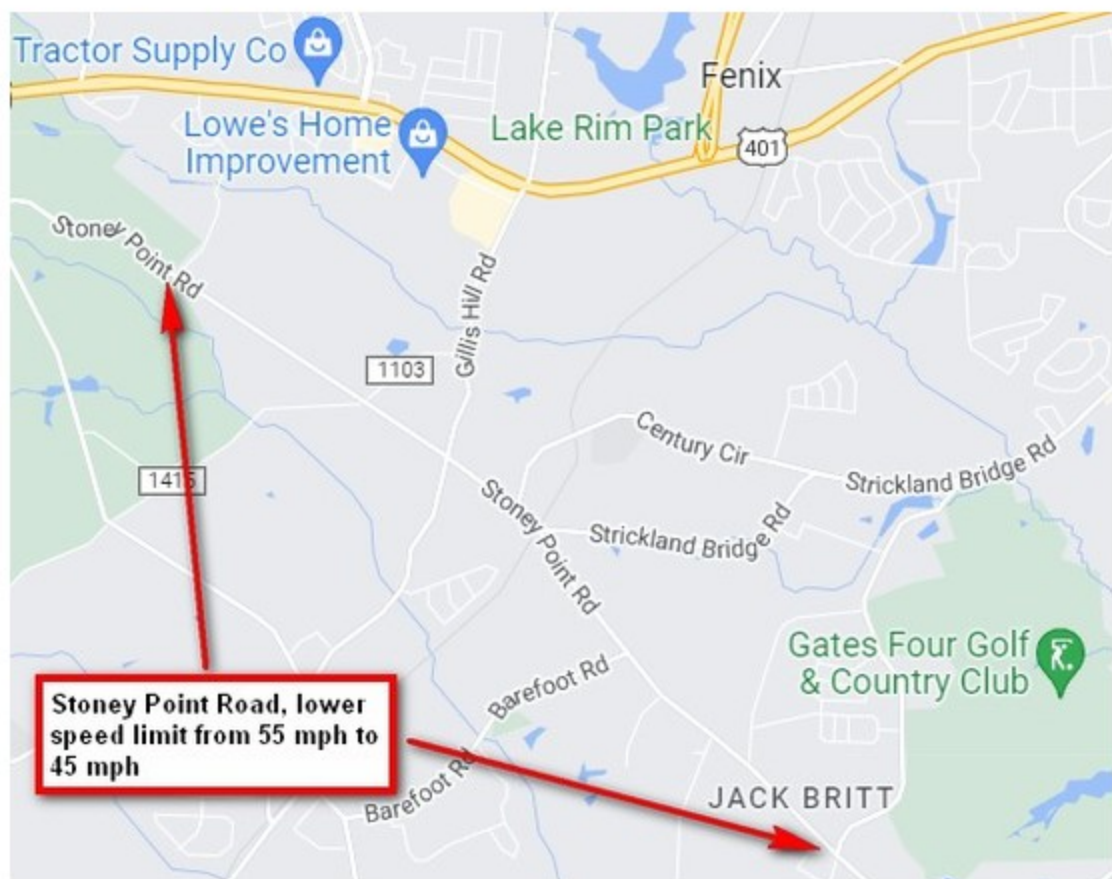 Tractor Supply Co
Fenix
Lowe's Home
Improvement
Lake Rim Park
401
Stoney Point Rd
Gillis Hill Rd
1103
Century Cir
1415
Stoney Point Rd
Strickland Bridge Rd
Strickland Bridge Rd
Gates Four Golf
& Country Club
Barefoot Rd
Stoney Point Road, lower
speed limit from 55 mph to
45 mph
Barefoot Rd
JACK BRITT